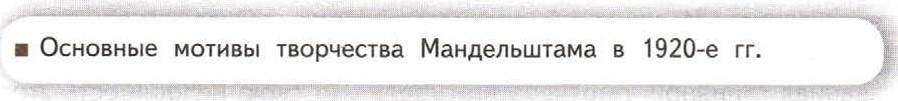 ▪ Основные мотивы творчества Мандельштама в 1920-е гг.